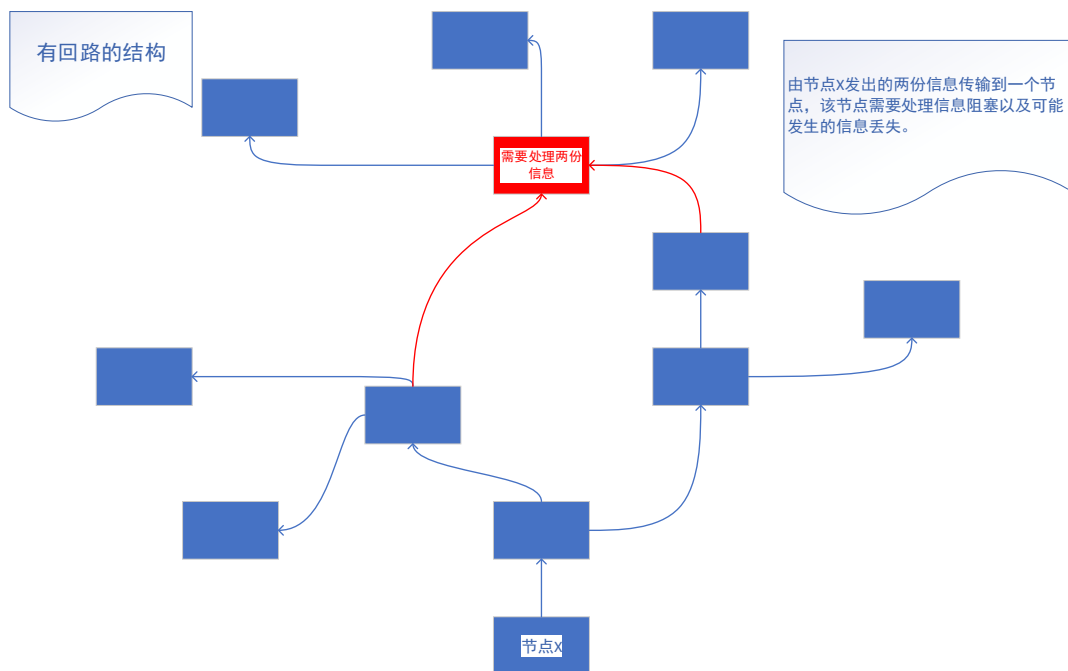 有回路的结构
由节点X发出的两份信息传输到一个节
点，该节点需要处理信息阻塞以及可能
发生的信息丢失。
需要处理两份
信息
节点X